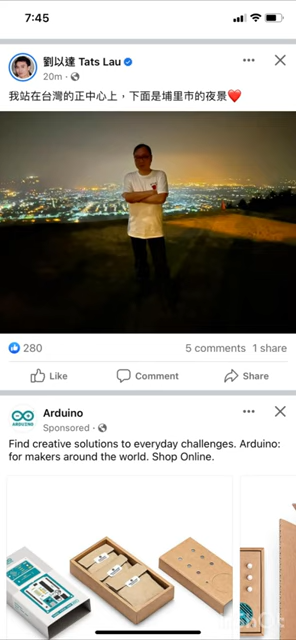 7:45
劉以達 Tats Lau
20m ·
我站在台灣的正中心上，下面是埔里市的夜景❤️
280
5 comments 1 share
Like Comment Share
Arduino
ARDUINO
Sponsored ·
Find creative solutions to everyday challenges. Arduino:
for makers around the world. Shop Online.